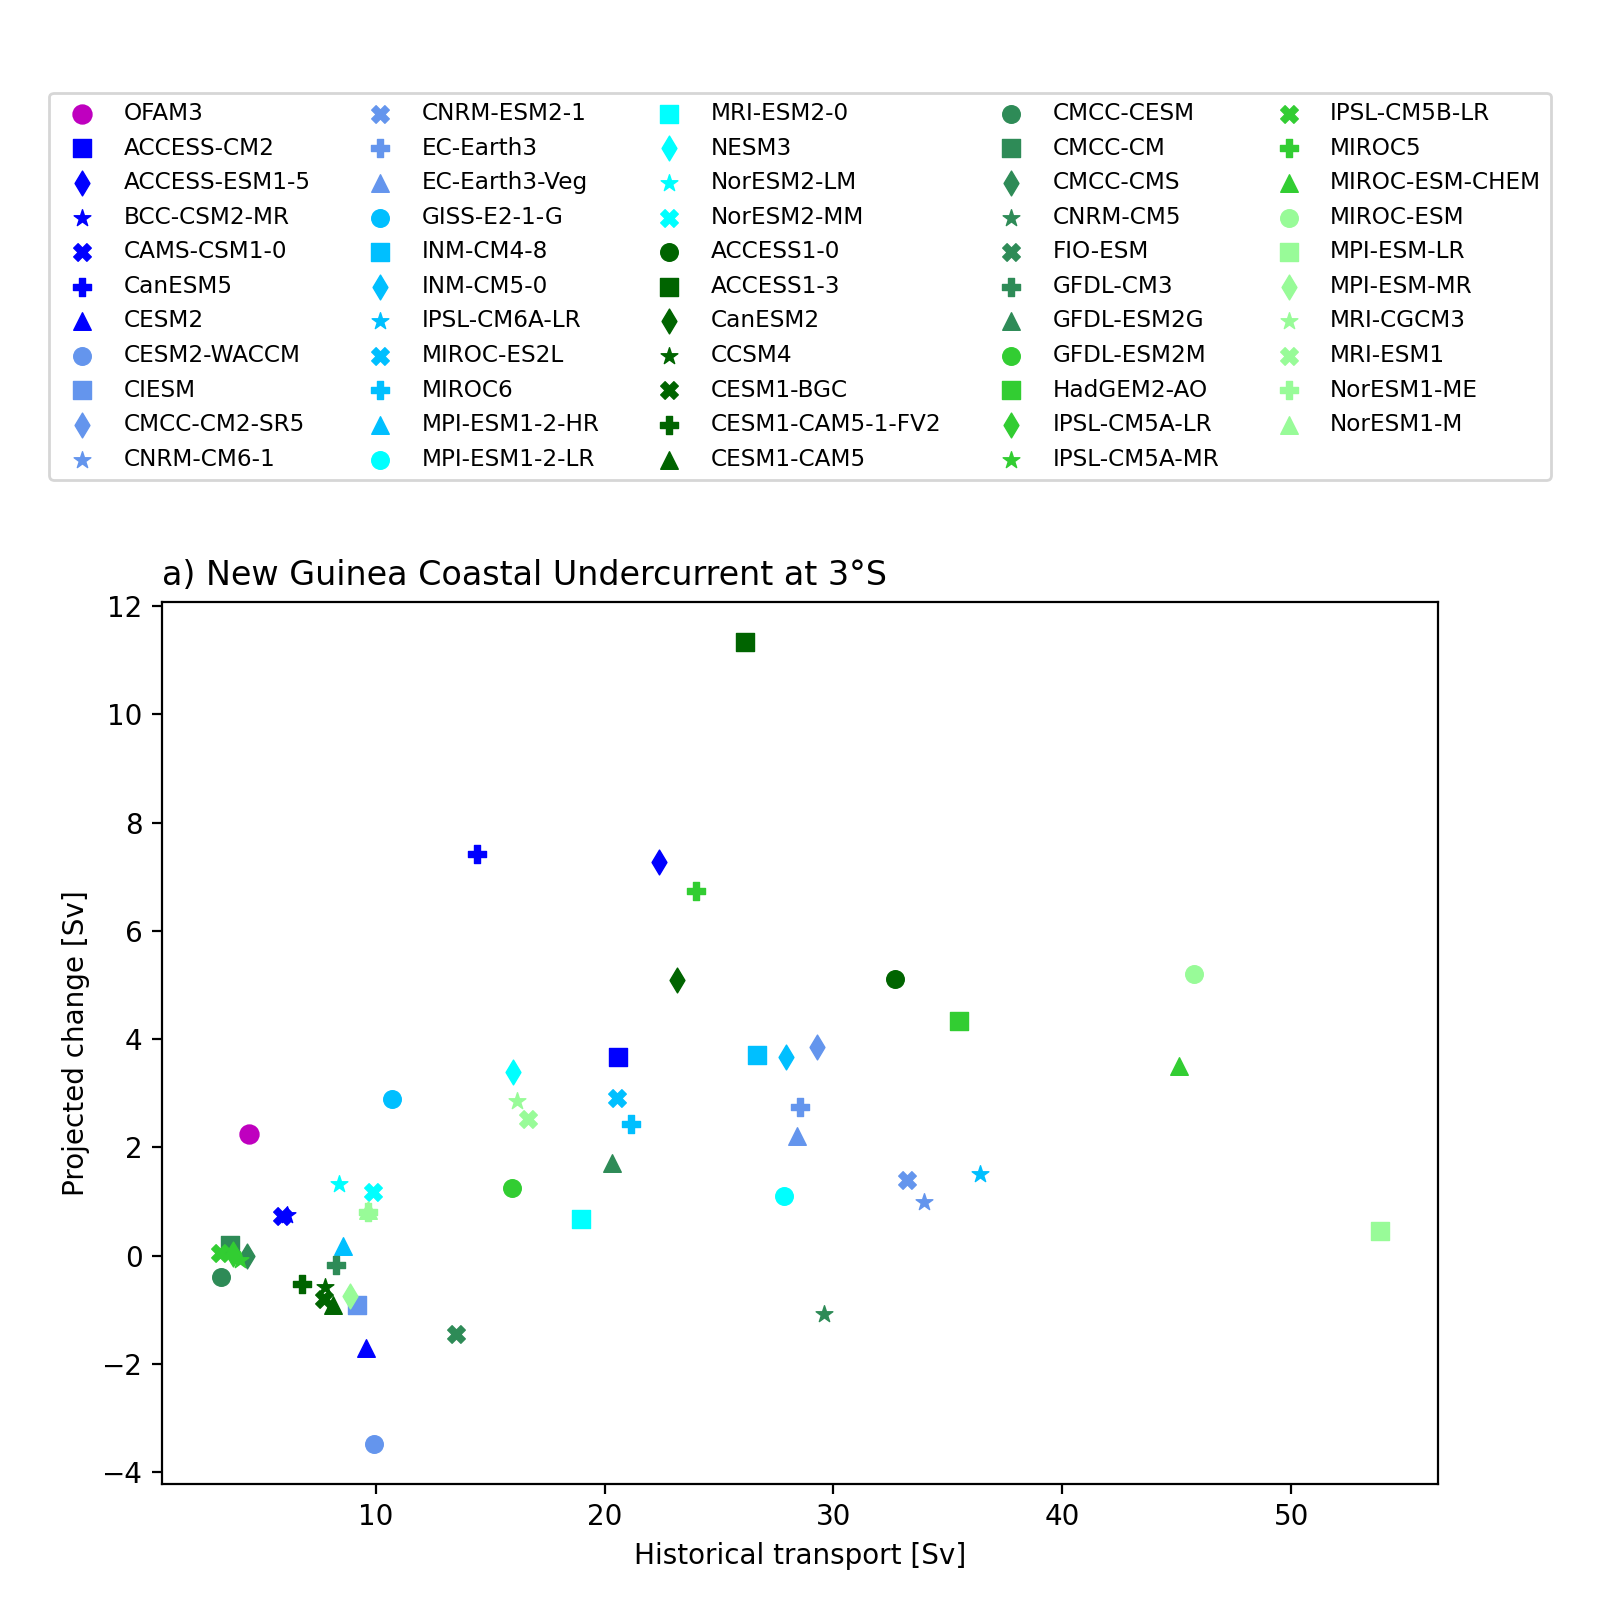 OFAM3
ACCESS-CM2
ACCESS-ESM1-5
BCC-CSM2-MR
CAMS-CSM1-0
CanESM5
CESM2
CESM2-WACCM
CIESM
CMCC-CM2-SR5
CNRM-CM6-1
CNRM-ESM2-1
EC-Earth3
EC-Earth3-Veg
GISS-E2-1-G
INM-CM4-8
INM-CM5-0
IPSL-CM6A-LR
MIROC-ES2L
MIROC6
MPI-ESM1-2-HR
MPI-ESM1-2-LR
MRI-ESM2-0
NESM3
NorESM2-LM
NorESM2-MM
ACCESS1-0
ACCESS1-3
CanESM2
CCSM4
CESM1-BGC
CESM1-CAM5-1-FV2
CESM1-CAM5
CMCC-CESM
CMCC-CM
CMCC-CMS
CNRM-CM5
FIO-ESM
GFDL-CM3
GFDL-ESM2G
GFDL-ESM2M
HadGEM2-AO
IPSL-CM5A-LR
IPSL-CM5A-MR
IPSL-CM5B-LR
MIROC5
MIROC-ESM-CHEM
MIROC-ESM
MPI-ESM-LR
MPI-ESM-MR
MRI-CGCM3
MRI-ESM1
NorESM1-ME
NorESM1-M
a) New Guinea Coastal Undercurrent at 3°S
Projected change [Sv]
12
10
8
6
4
2
0
−2
−4
10 20 30 40 50
Historical transport [Sv]